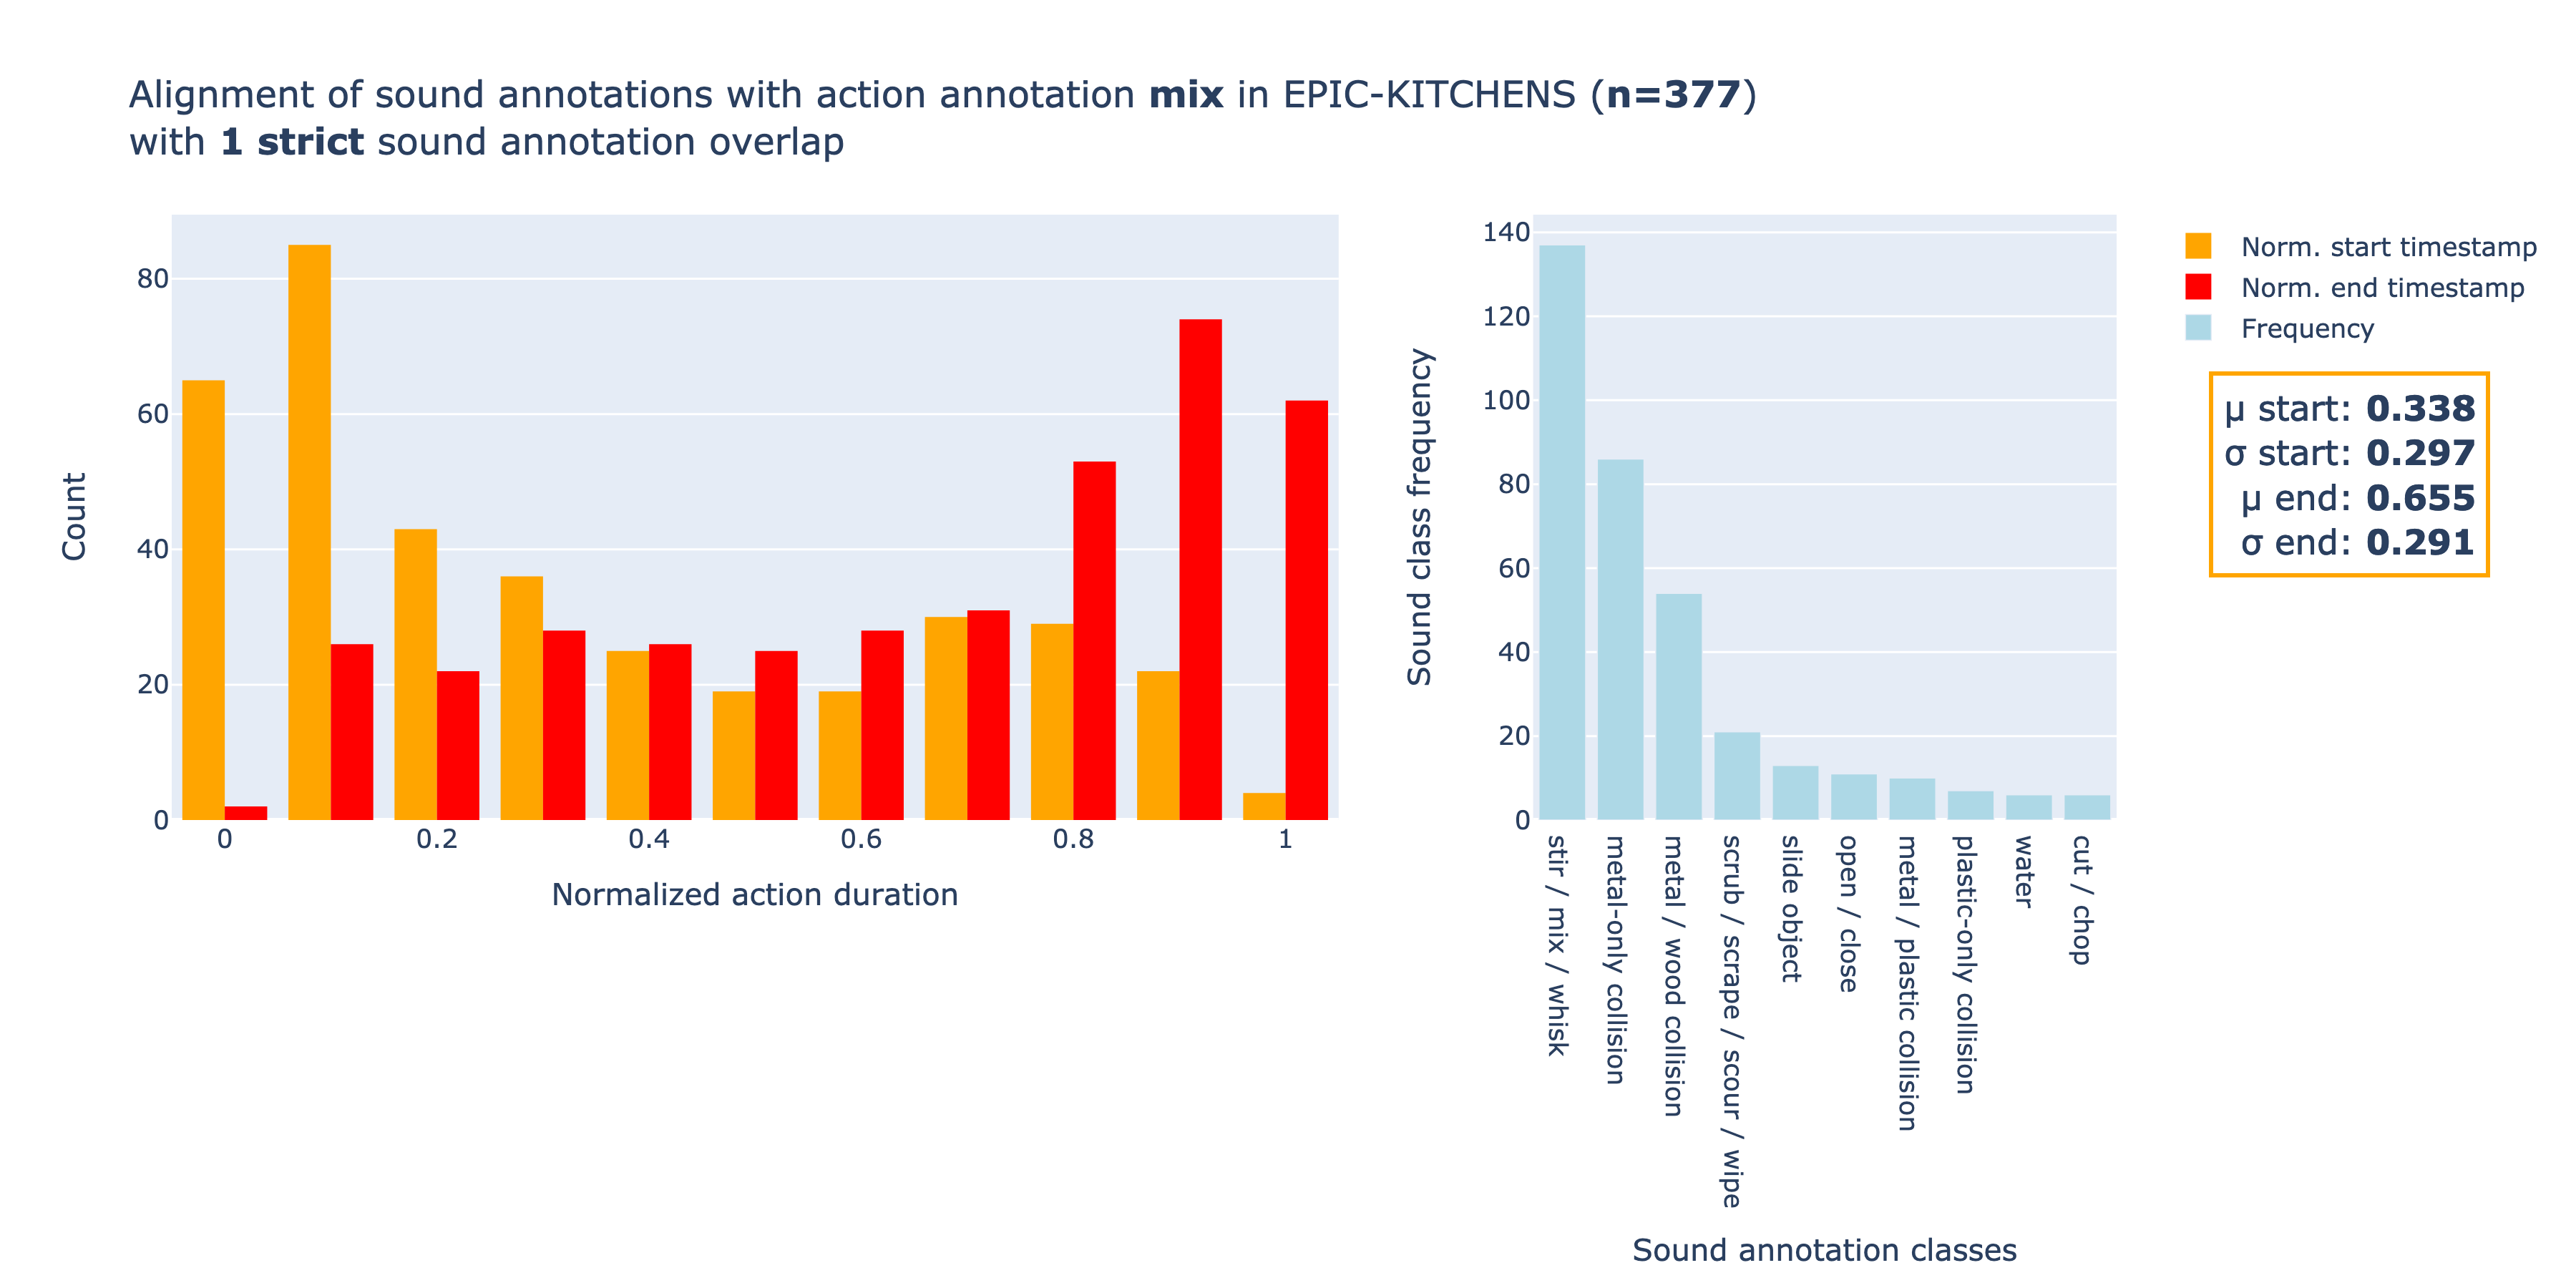 Alignment of sound annotations with action annotation mix in EPIC-KITCHENS (n=377)
with 1 strict sound annotation overlap
Count
80
60
40
20
0
0
0.2
0.4
0.6
0.8
1
Normalized action duration
Sound class frequency
140
120
100
80
60
40
20
0
stir / mix / whisk
metal-only collision
metal / wood collision
scrub / scrape / scour / wipe
slide object
open / close
metal / plastic collision
plastic-only collision
water
cut / chop
Sound annotation classes
Norm. start timestamp
Norm. end timestamp
Frequency
μ start: 0.338
σ start: 0.297
μ end: 0.655
σ end: 0.291